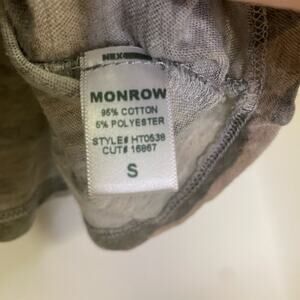 MONROW
95% COTTON
5% POLYESTER
STYLE# HT0538
CUT# 16867
S